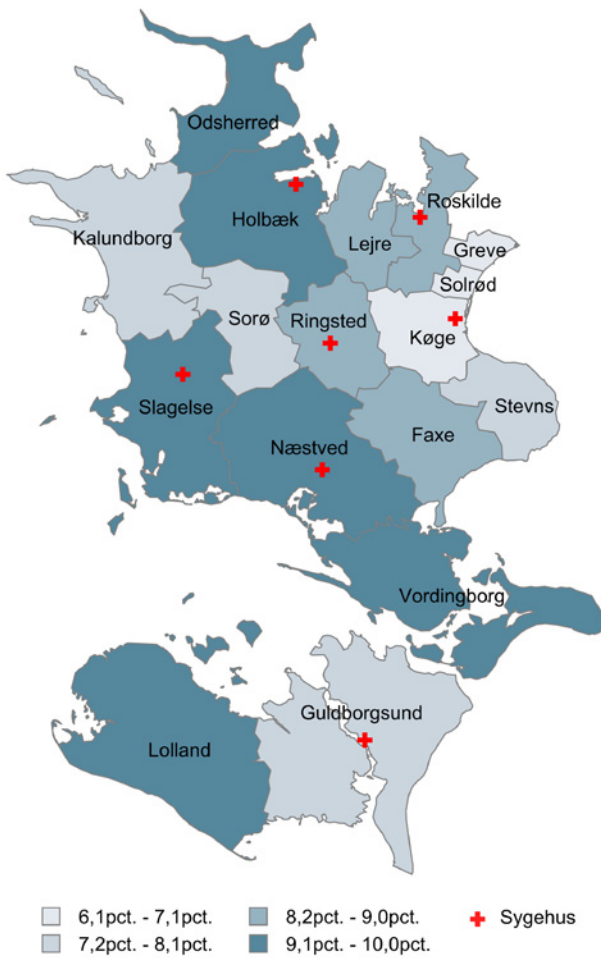 Odsherred
Holbæk
Roskilde
Kalundborg
Lejre
Greve
Solrød
Sorø
Ringsted
Køge
Slagelse
Stevns
Næstved
Faxe
Vordingborg
Guldborgsund
Lolland
6,1pct. - 7,1pct.
8,2pct. - 9,0pct.
Sygehus
7,2pct. - 8,1pct.
9,1pct. - 10,0pct.